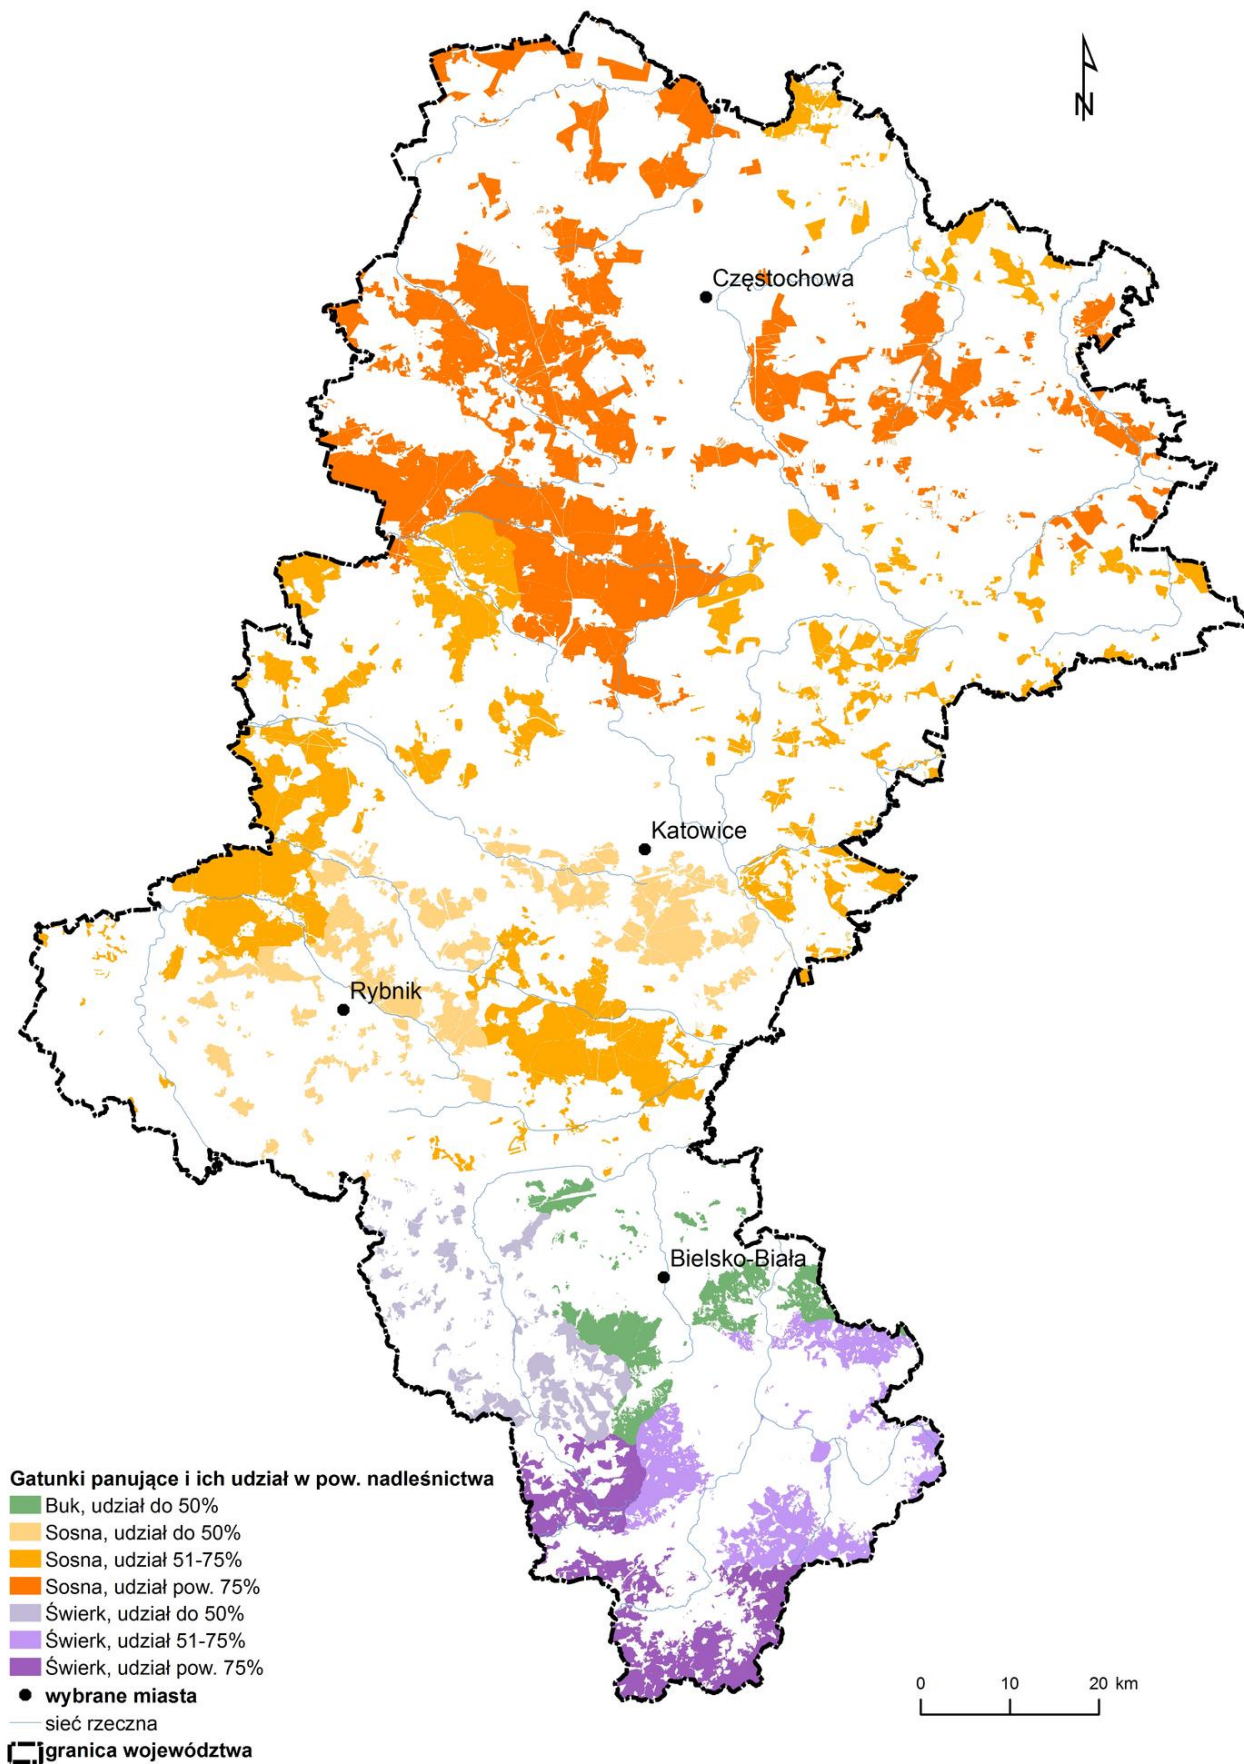 N
Częstochowa
Katowice
Rybnik
Bielsko-Biała
Gatunki panujące i ich udział w pow. nadleśnictwa
Buk, udział do 50%
Sosna, udział do 50%
Sosna, udział 51-75%
Sosna, udział pow. 75%
Świerk, udział do 50%
Świerk, udział 51-75%
Świerk, udział pow. 75%
wybrane miasta
sieć rzeczna
granica województwa
0 10 20 km